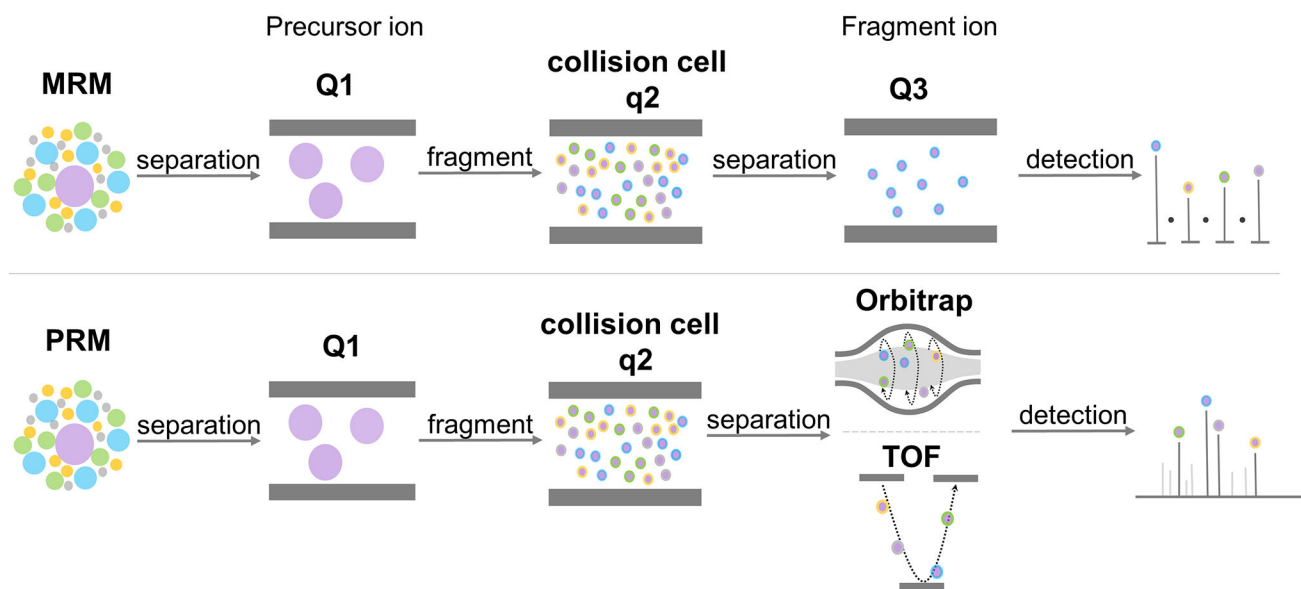 Precursor ion
Fragment ion
MRM
Q1
collision cell
q2
Q3
separation
fragment
separation
detection
PRM
Q1
collision cell
q2
Orbitrap
separation
fragment
separation
detection
TOF